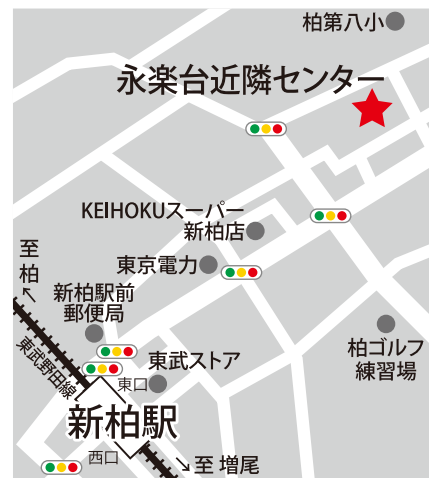 柏第八小
永楽台近隣センター
KEIHOKUスーパー
新柏店
東京電力
至
柏
↖
新柏駅前
郵便局
東武野田線
東武ストア
東口
柏ゴルフ
練習場
新柏駅
西口
↘至 増尾